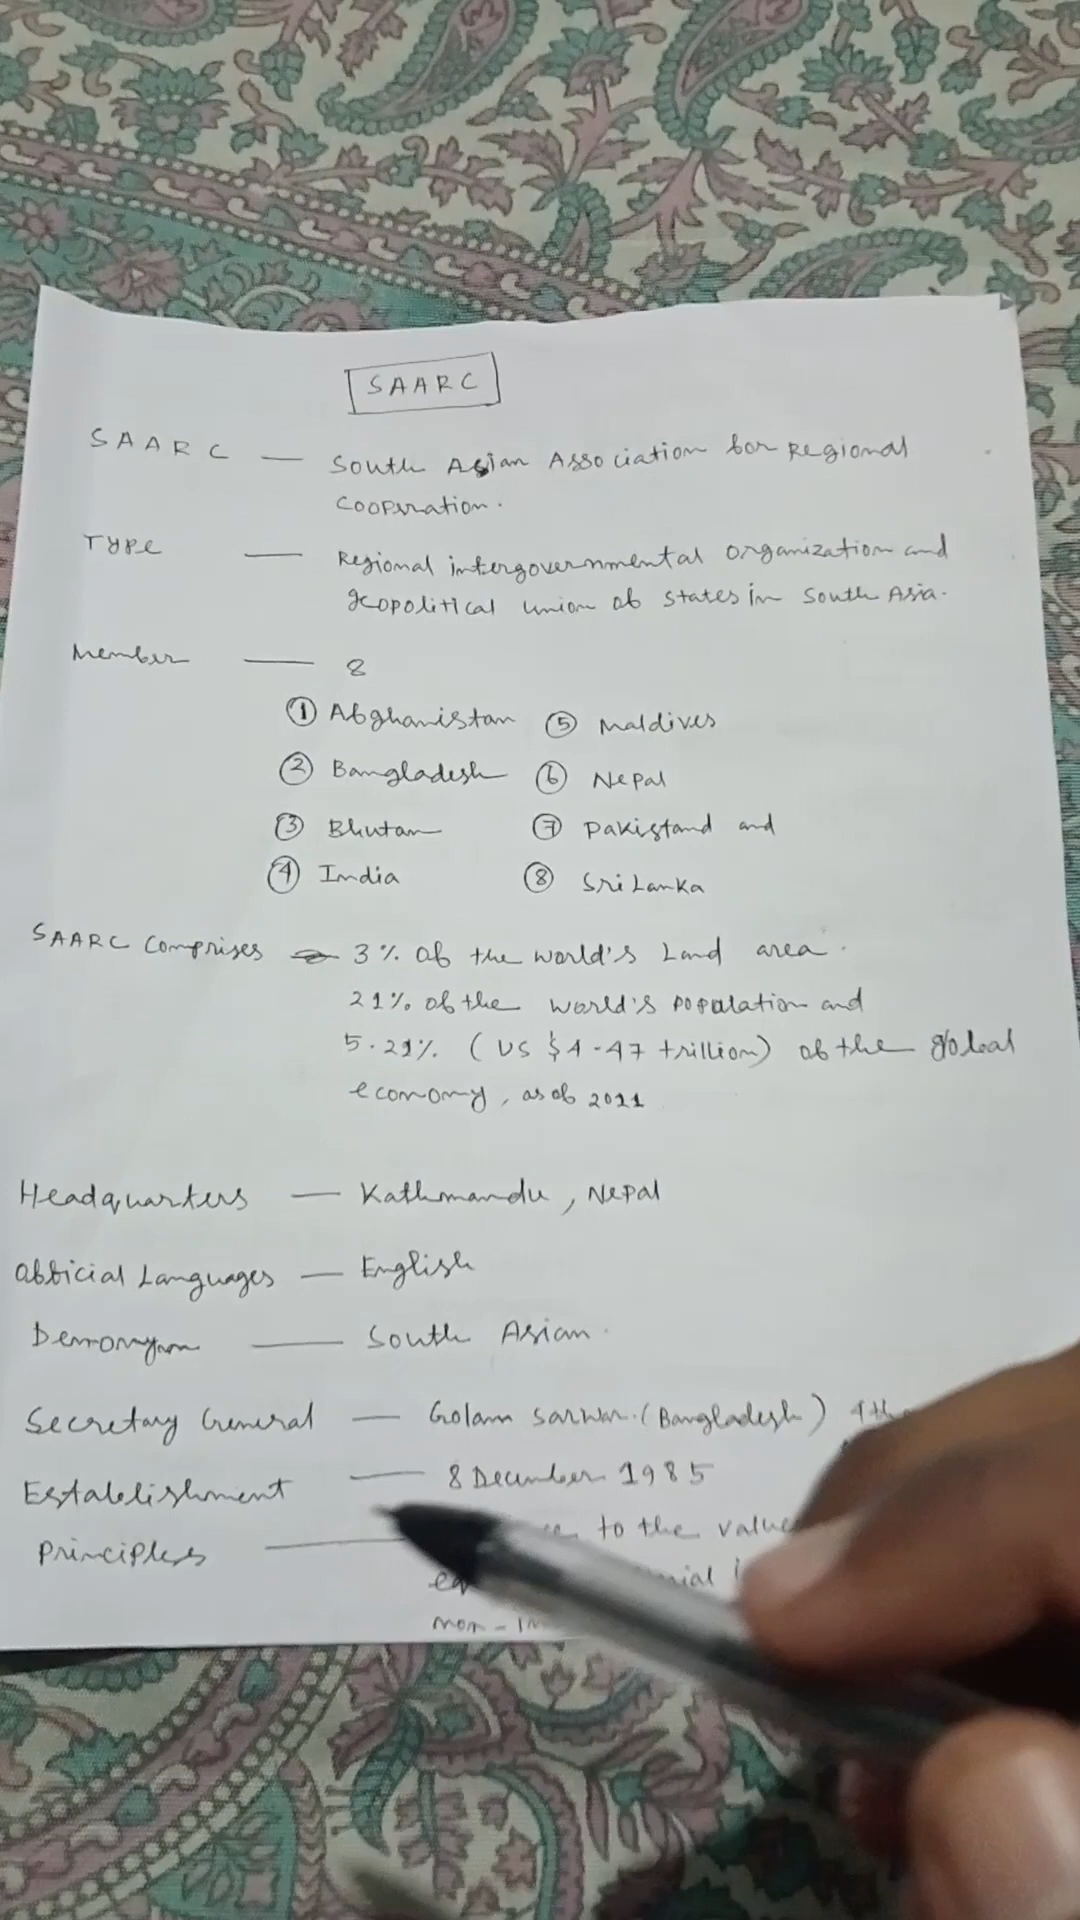 SAARC
SAARC — South Asian Association for Regional
Cooperation.
Type — Regional intergovernmental organization and
geopolitical union of states in South Asia.
Member — 8
① Afghanistan ⑤ Maldives
② Bangladesh ⑥ Nepal
③ Bhutan ⑦ Pakistand and
④ India ⑧ Sri Lanka
SAARC Comprises — 3% of the world's Land area.
21% of the world's population and
5.21% (US $4.47 trillion) of the global
economy, as of 2021
Headquarters — Kathmandu, Nepal
Official Languages — English
Demonym — South Asian.
Secretary General — Golam Sarwar. (Bangladesh)
Establishment — 8 December 1985
Principles — to the
non-